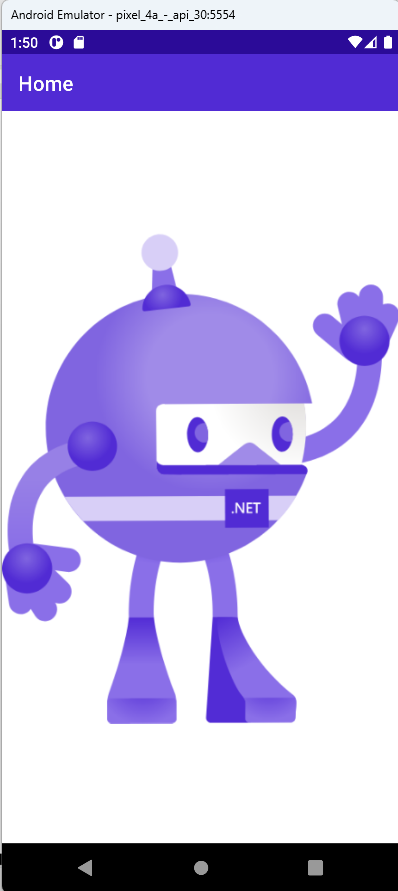 Android Emulator - pixel_4a_-_api_30:5554
1:50
Home
.NET